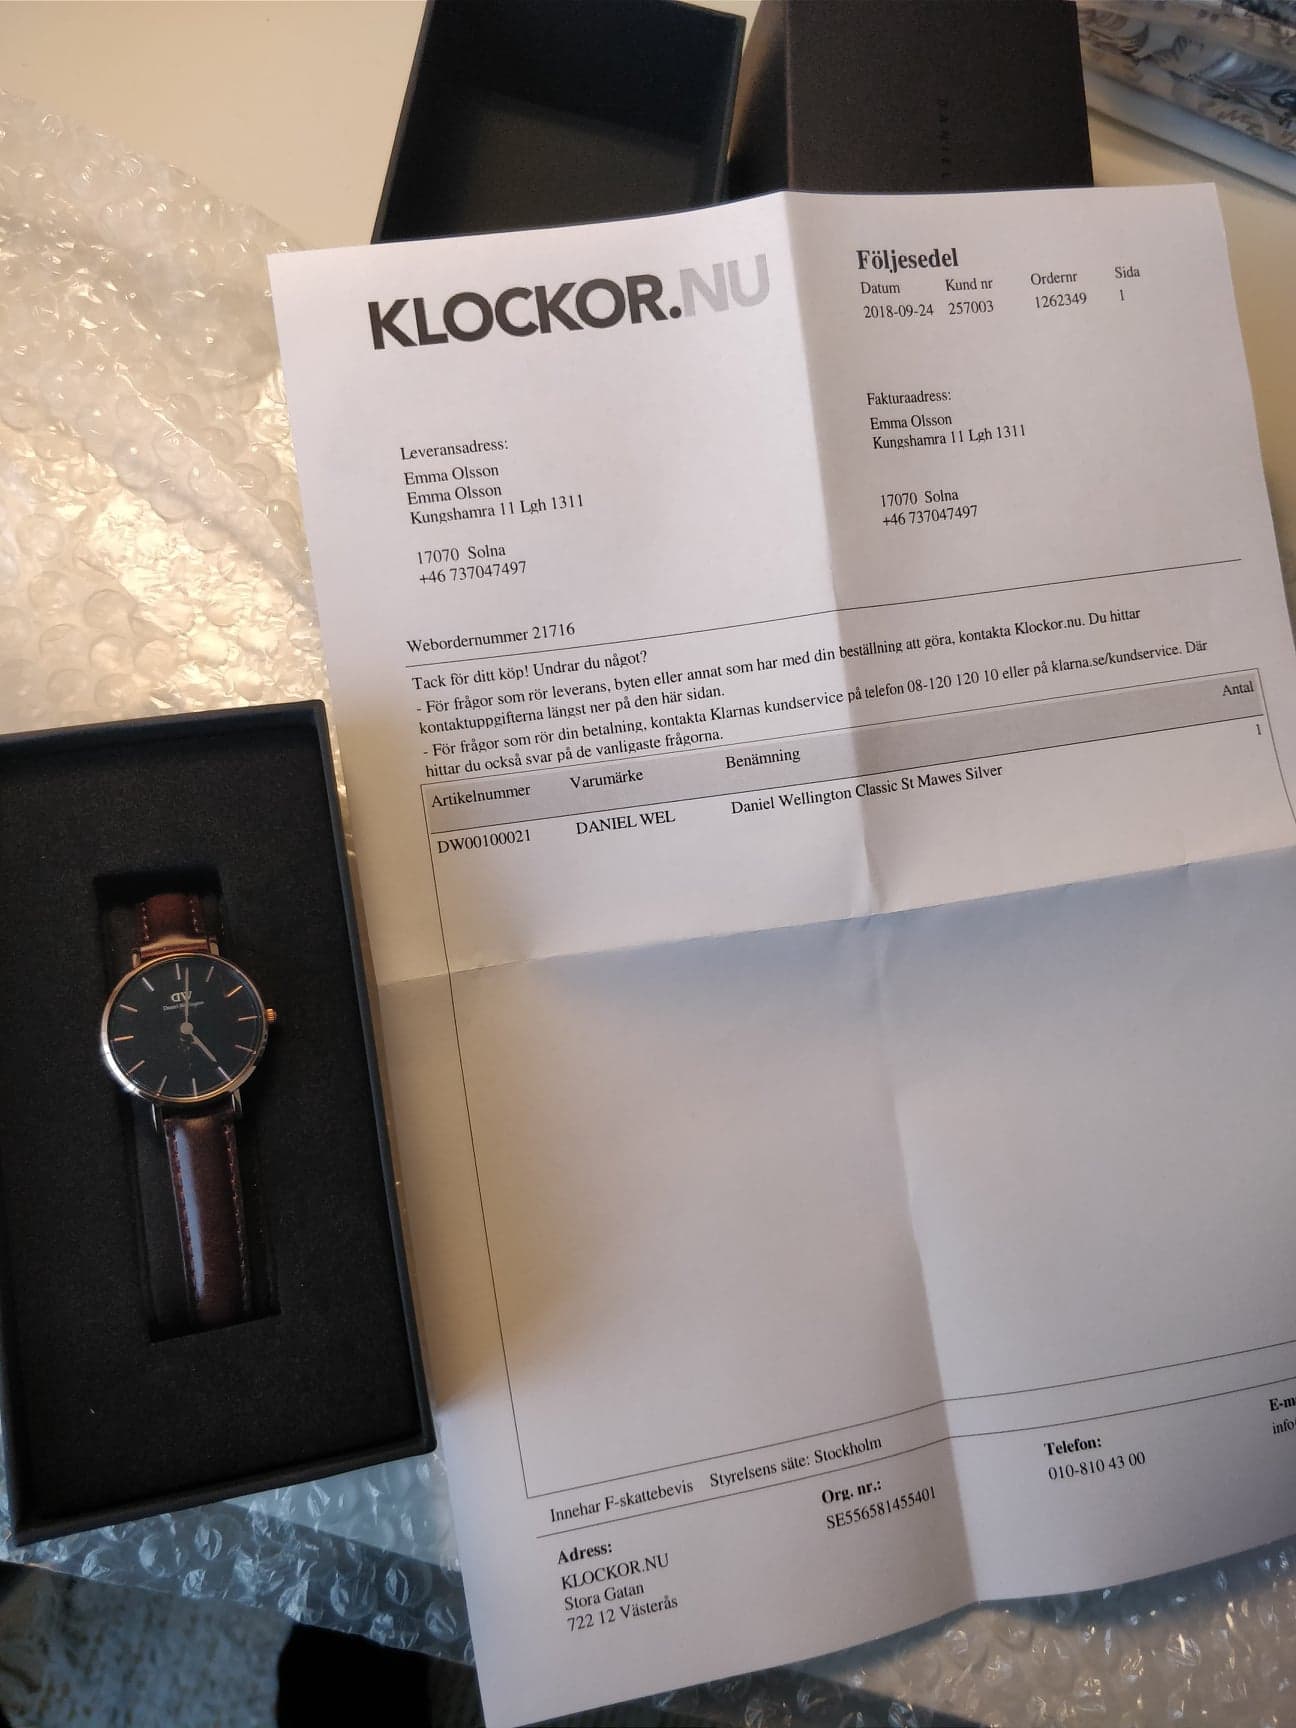 DANIEL
KLOCKOR.NU
Följesedel
Datum Kund nr Ordernr Sida
2018-09-24 257003 1262349 1
Leveransadress:
Emma Olsson
Emma Olsson
Kungshamra 11 Lgh 1311
17070 Solna
+46 737047497
Fakturaadress:
Emma Olsson
Kungshamra 11 Lgh 1311
17070 Solna
+46 737047497
Webordernummer 21716
Tack för ditt köp! Undrar du något?
- För frågor som rör leverans, byten eller annat som har med din beställning att göra, kontakta Klockor.nu. Du hittar
kontaktuppgifterna längst ner på den här sidan.
- För frågor som rör din betalning, kontakta Klarnas kundservice på telefon 08-120 120 10 eller på klarna.se/kundservice. Där
hittar du också svar på de vanligaste frågorna.
Artikelnummer Varumärke Benämning Antal
DW00100021 DANIEL WEL Daniel Wellington Classic St Mawes Silver 1
DW
Daniel Wellington
Innehar F-skattebevis Styrelsens säte: Stockholm
Adress:
KLOCKOR.NU
Stora Gatan
722 12 Västerås
Org. nr.:
SE556581455401
Telefon:
010-810 43 00
E-m
info